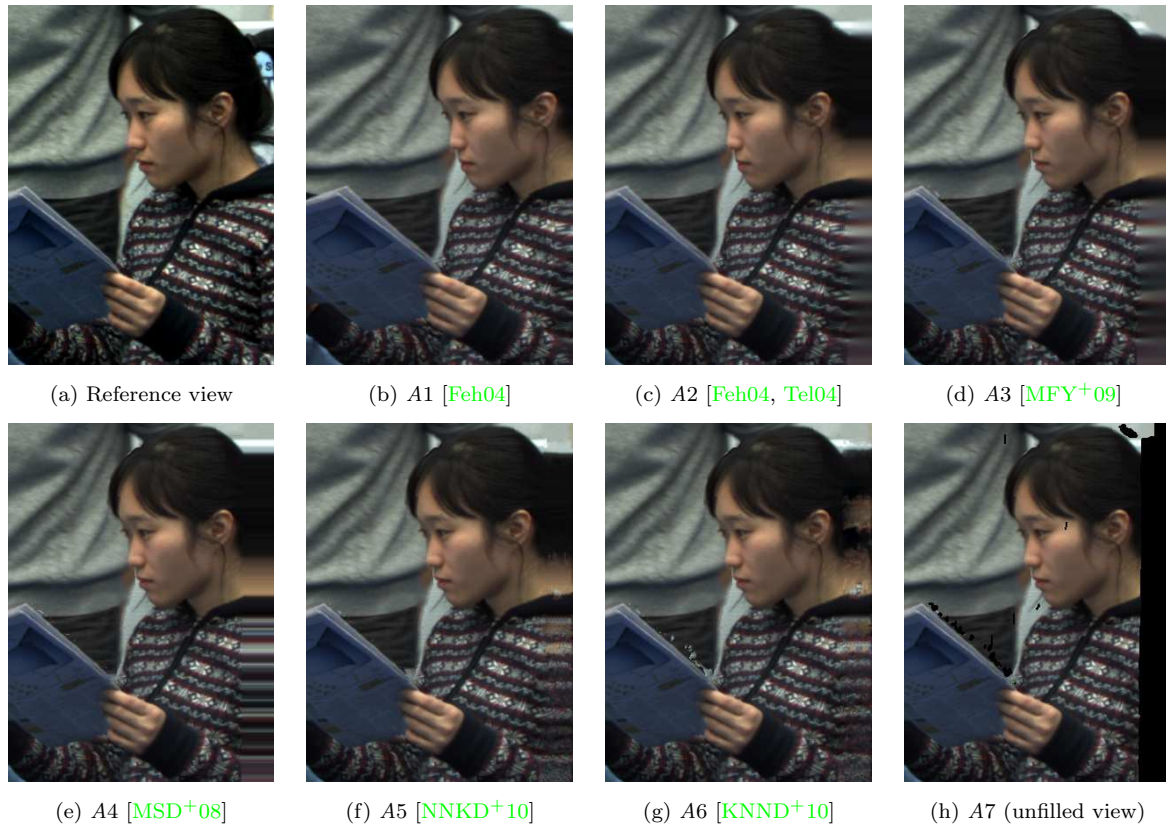 (a) Reference view
(b) A1 [Feh04]
(c) A2 [Feh04, Tel04]
(d) A3 [MFY+09]
(e) A4 [MSD+08]
(f) A5 [NNKD+10]
(g) A6 [KNND+10]
(h) A7 (unfilled view)